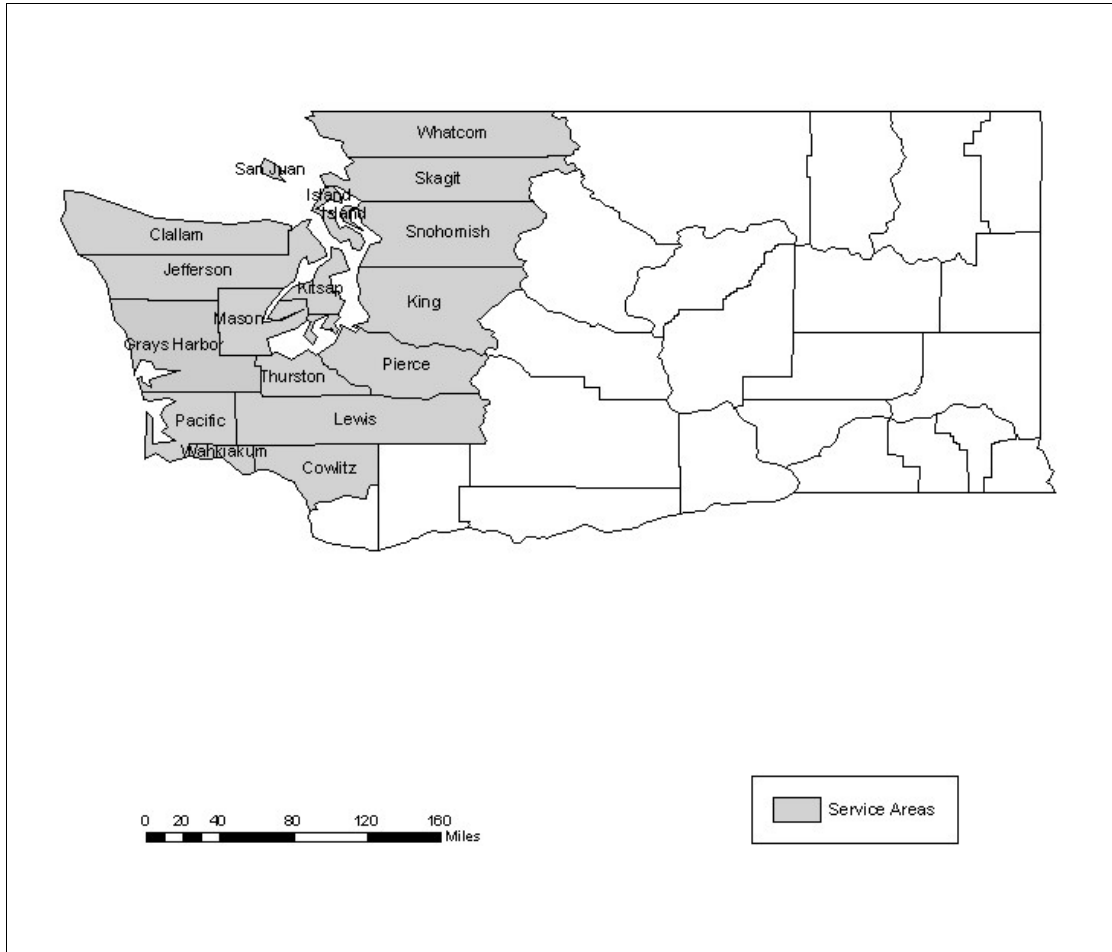 Whatcom
San Juan
Skagit
Island
Island
Clallam
Snohomish
Jefferson
Kitsap
King
Mason
Grays Harbor
Pierce
Thurston
Pacific
Lewis
Wahkiakum
Cowlitz
0 20 40 80 120 160
Miles
Service Areas